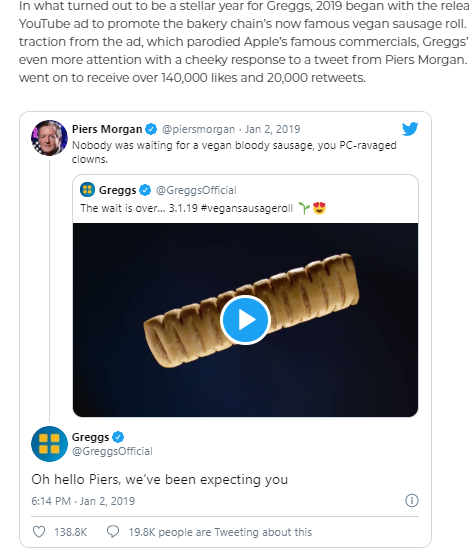 In what turned out to be a stellar year for Greggs, 2019 began with the relea
YouTube ad to promote the bakery chain's now famous vegan sausage roll.
traction from the ad, which parodied Apple's famous commercials, Greggs'
even more attention with a cheeky response to a tweet from Piers Morgan.
went on to receive over 140,000 likes and 20,000 retweets.
Piers Morgan @piersmorgan · Jan 2, 2019
Nobody was waiting for a vegan bloody sausage, you PC-ravaged
clowns.
Greggs @GreggsOfficial
The wait is over... 3.1.19 #vegansausageroll 🌱😍
Greggs
@GreggsOfficial
Oh hello Piers, we've been expecting you
6:14 PM · Jan 2, 2019
138.8K 19.8K people are Tweeting about this